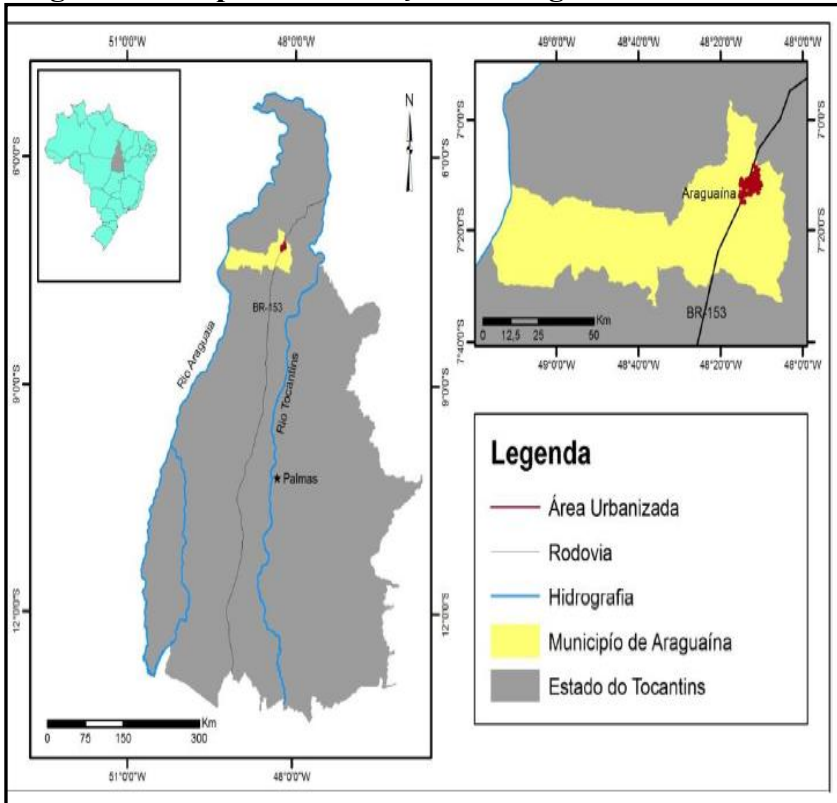 51°0'0"W 48°0'0"W
N
6°0'0"S 6°0'0"S
BR-153
Rio Araguaia
Rio Tocantins
9°0'0"S 9°0'0"S
Palmas
12°0'0"S 12°0'0"S
Km
0 75 150 300
51°0'0"W 48°0'0"W
49°0'0"W 48°40'0"W 48°20'0"W 48°0'0"W
7°0'0"S 7°0'0"S
Araguaína
7°20'0"S 7°20'0"S
BR-153
Km
0 12,5 25 50
7°40'0"S 7°40'0"S
49°0'0"W 48°40'0"W 48°20'0"W 48°0'0"W
Legenda
Área Urbanizada
Rodovia
Hidrografia
Municipío de Araguaína
Estado do Tocantins